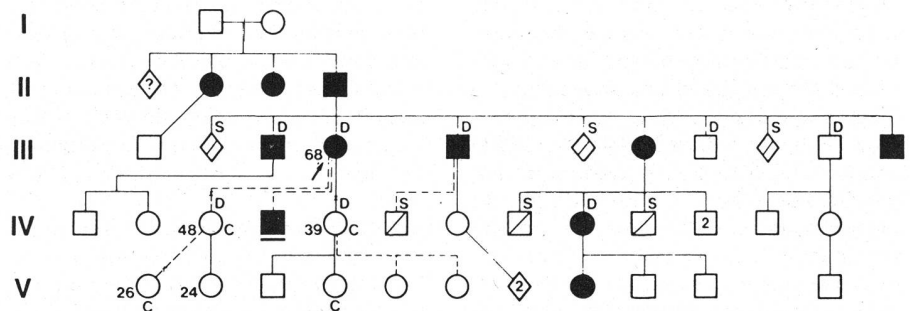 I
II ?
S D D D S D S D
III
68
D S D S D S
IV 48 C 39 C 2
V 26 C 24 C 2